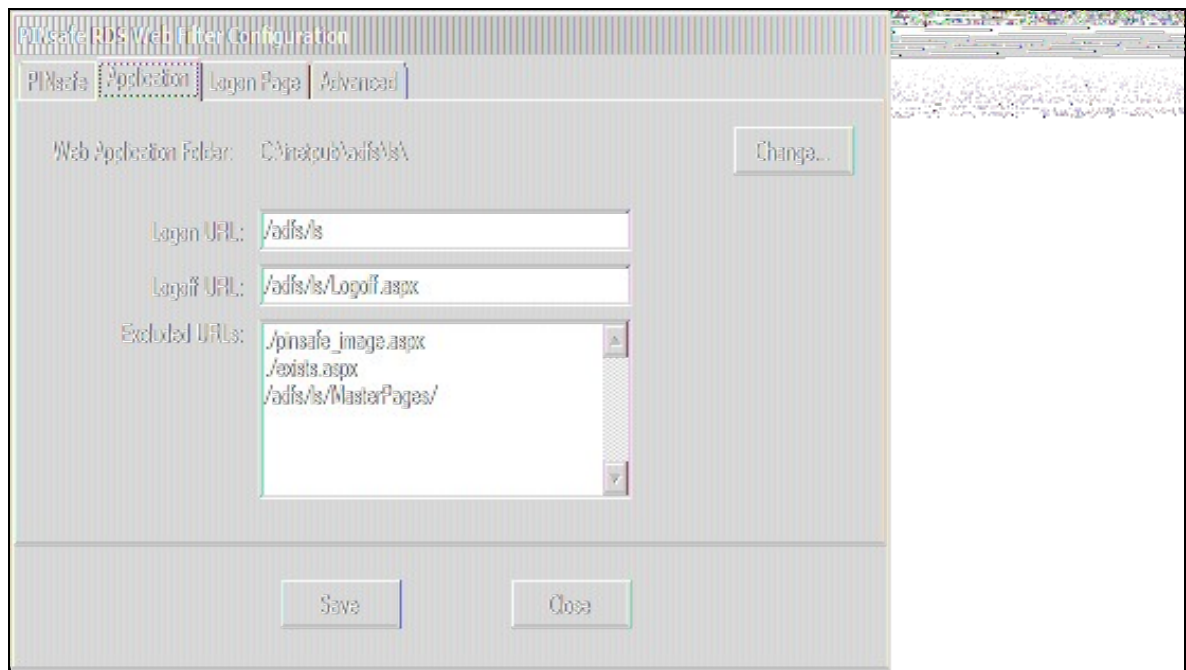 PINsafe RDS Web Filter Configuration
PINsafe Application Logon Page Advanced
Web Application Folder: C:\inetpub\adfs\ls\ Change...
Logon URL: /adfs/ls
Logoff URL: /adfs/ls/Logoff.aspx
Excluded URLs: ./pinsafe_image.aspx
./exists.aspx
/adfs/ls/MasterPages/
Save Close